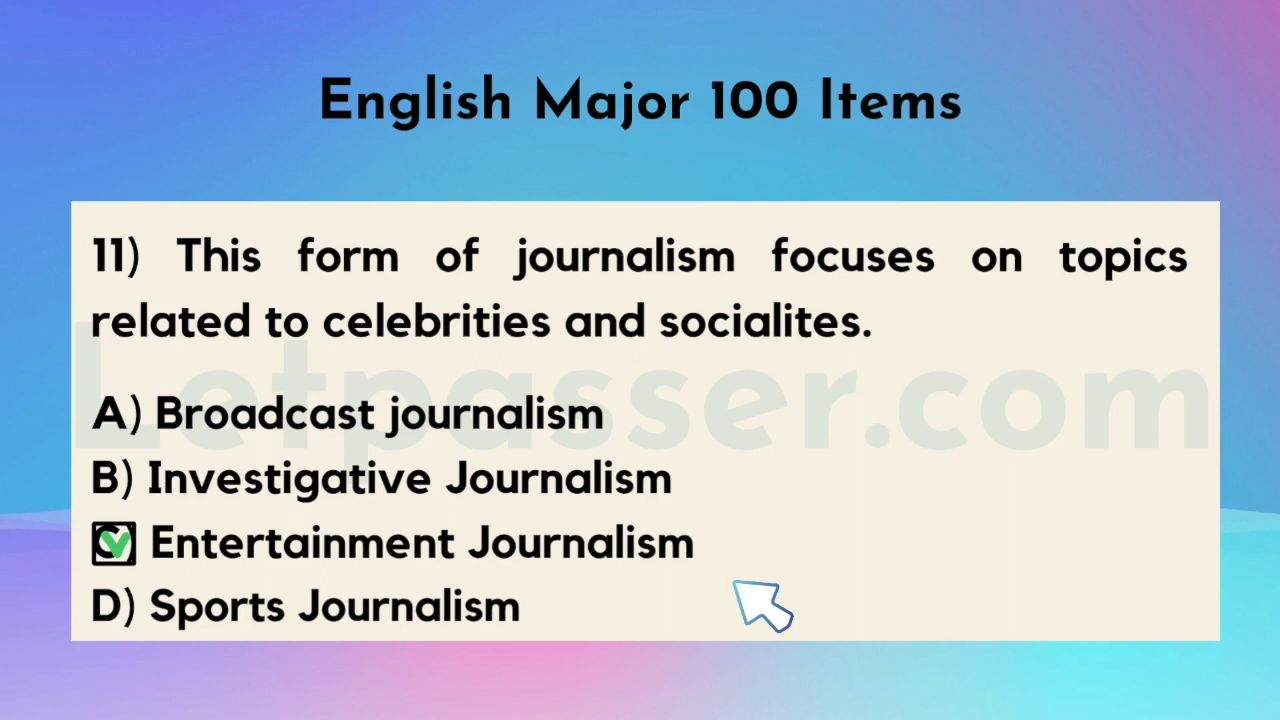 English Major 100 Items
11) This form of journalism focuses on topics
related to celebrities and socialites.
Letpasser.com
A) Broadcast journalism
B) Investigative Journalism
C) Entertainment Journalism
D) Sports Journalism